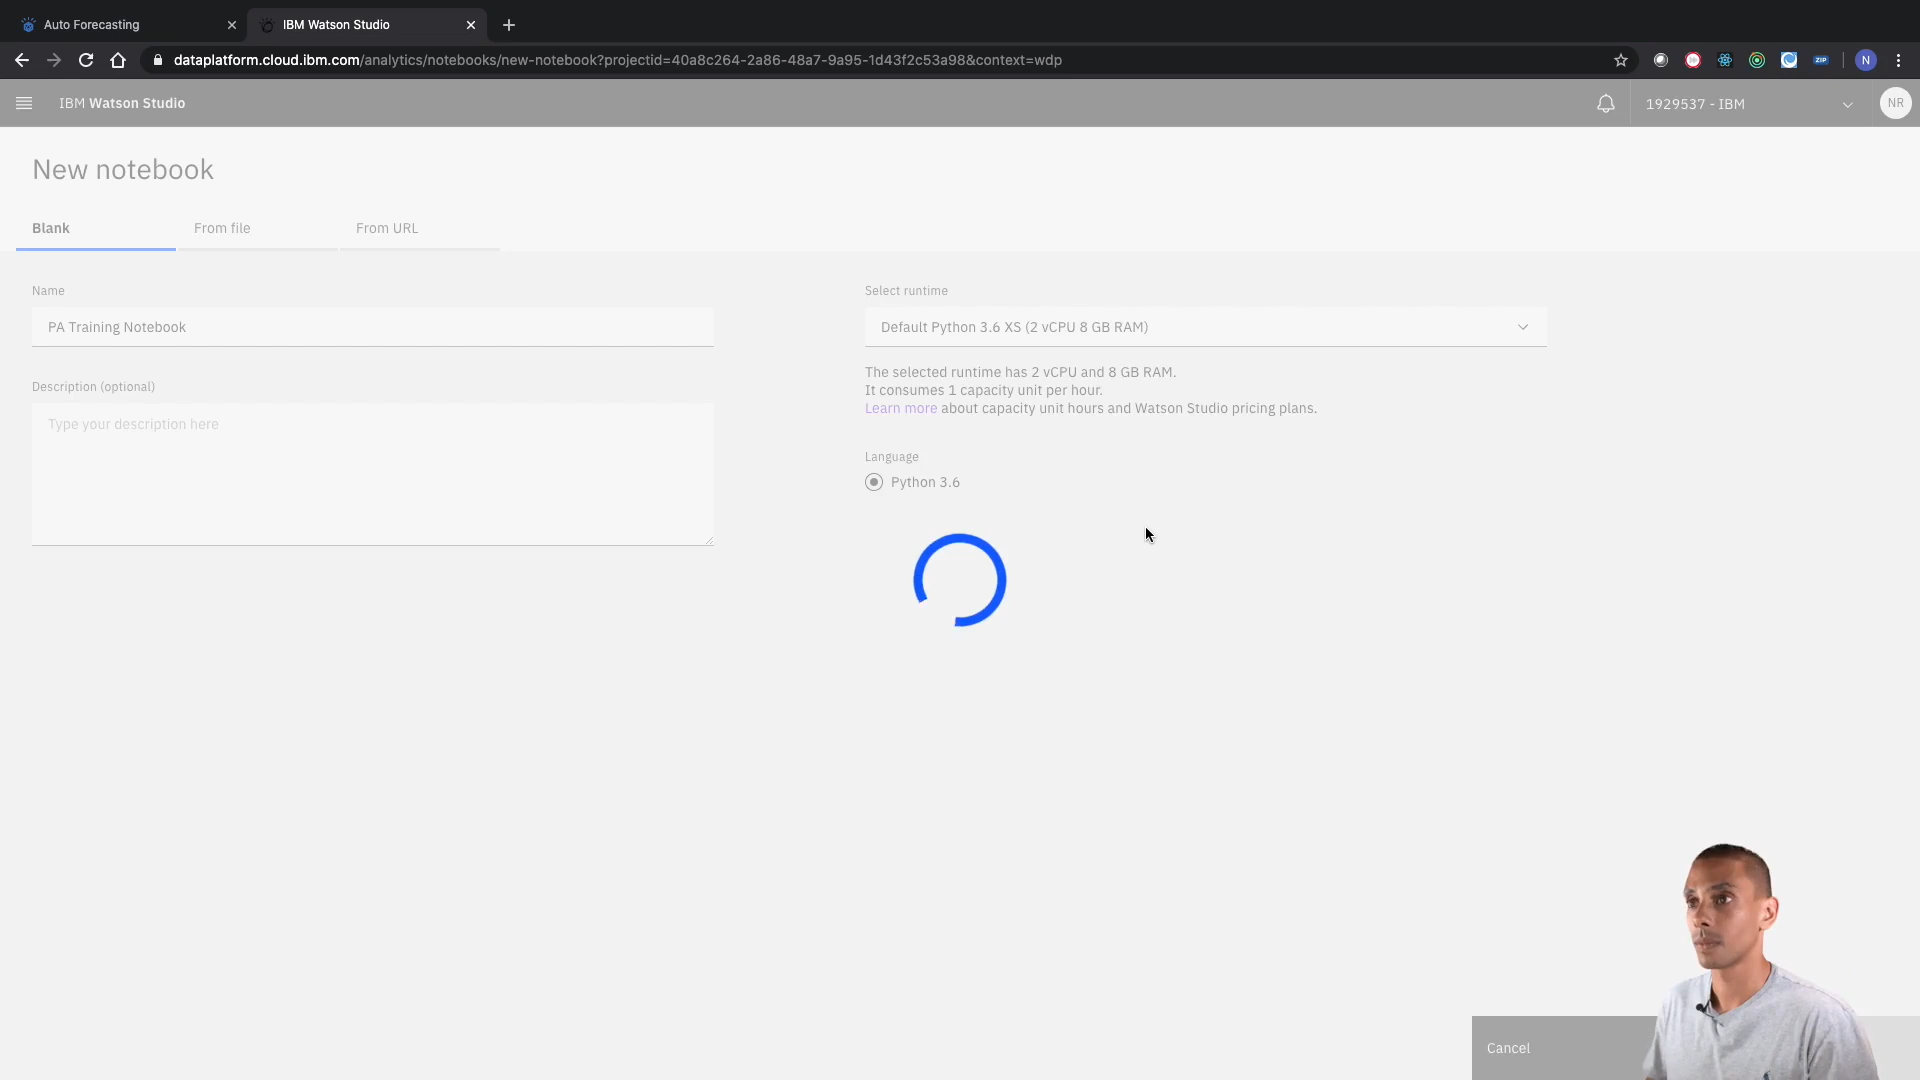 Auto Forecasting
IBM Watson Studio
dataplatform.cloud.ibm.com/analytics/notebooks/new-notebook?projectid=40a8c264-2a86-48a7-9a95-1d43f2c53a98&context=wdp
ZIP
N
IBM Watson Studio
1929537 - IBM
NR
New notebook
Blank
From file
From URL
Name
PA Training Notebook
Description (optional)
Type your description here
Select runtime
Default Python 3.6 XS (2 vCPU 8 GB RAM)
The selected runtime has 2 vCPU and 8 GB RAM.
It consumes 1 capacity unit per hour.
Learn more about capacity unit hours and Watson Studio pricing plans.
Language
Python 3.6
Cancel